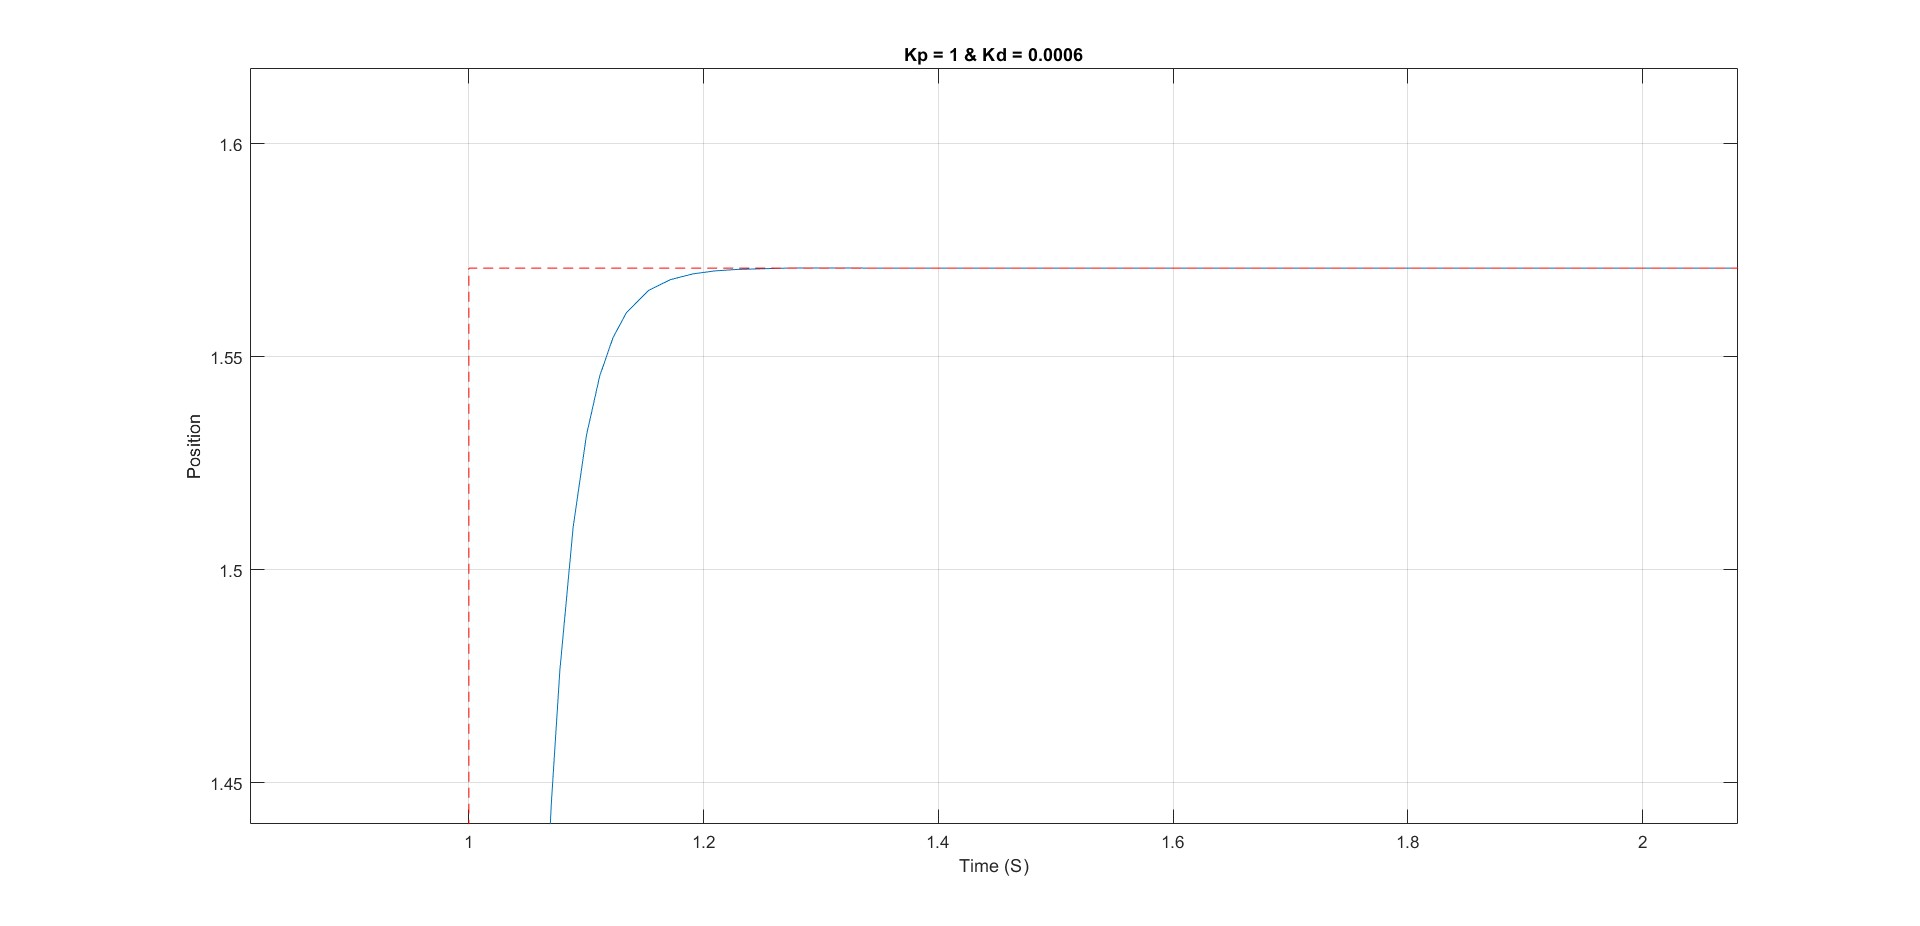 Kp = 1 & Kd = 0.0006
1.6
1.55
1.5
1.45
Position
1 1.2 1.4 1.6 1.8 2
Time (S)